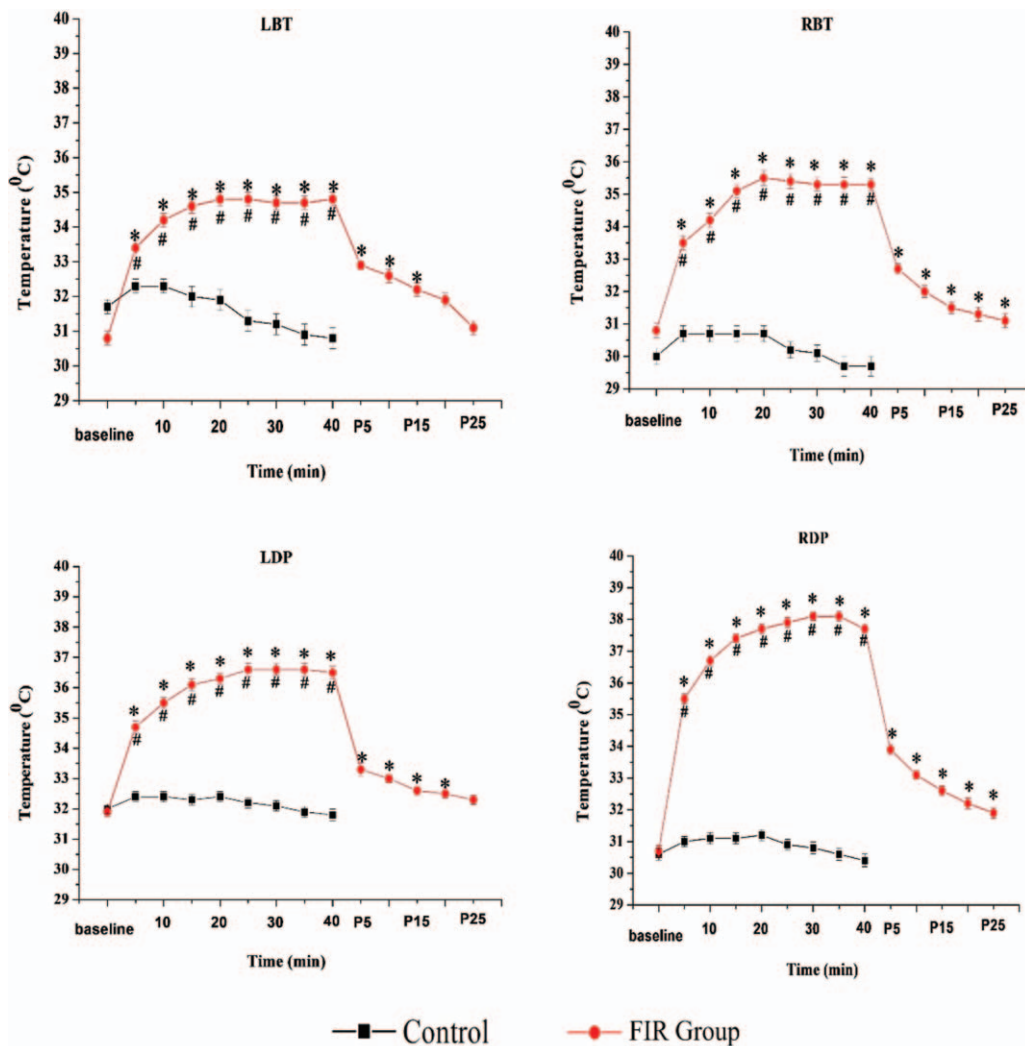 LBT
40
39
38
37
36
35
34
33
32
31
30
29
Temperature (⁰C)
* * * * * * * * * * *
# # # # # # # #
baseline 10 20 30 40 P5 P15 P25
Time (min)
RBT
40
39
38
37
36
35
34
33
32
31
30
29
Temperature (⁰C)
* * * * * * * * * * * * *
# # # # # # # #
baseline 10 20 30 40 P5 P15 P25
Time (min)
LDP
40
39
38
37
36
35
34
33
32
31
30
29
Temperature (⁰C)
* * * * * * * * * * * *
# # # # # # # #
baseline 10 20 30 40 P5 P15 P25
Time (min)
RDP
40
39
38
37
36
35
34
33
32
31
30
29
Temperature (⁰C)
* * * * * * * * * * * * *
# # # # # # # #
baseline 10 20 30 40 P5 P15 P25
Time (min)
Control FIR Group